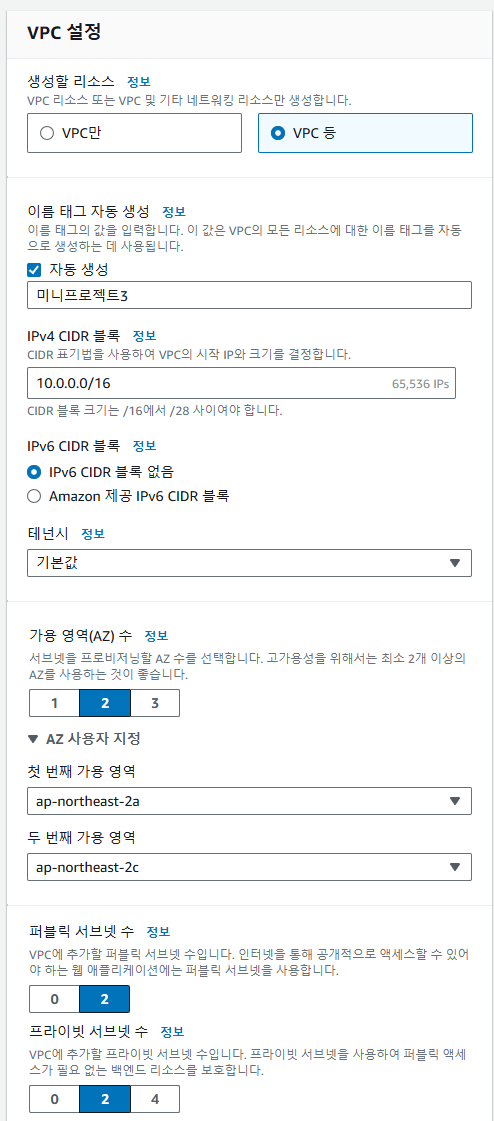 VPC 설정
생성할 리소스 정보
VPC 리소스 또는 VPC 및 기타 네트워킹 리소스만 생성합니다.
VPC만 VPC 등
이름 태그 자동 생성 정보
이름 태그의 값을 입력합니다. 이 값은 VPC의 모든 리소스에 대한 이름 태그를 자동
으로 생성하는 데 사용됩니다.
자동 생성
미니프로젝트3
IPv4 CIDR 블록 정보
CIDR 표기법을 사용하여 VPC의 시작 IP와 크기를 결정합니다.
10.0.0.0/16 65,536 IPs
CIDR 블록 크기는 /16에서 /28 사이여야 합니다.
IPv6 CIDR 블록 정보
IPv6 CIDR 블록 없음
Amazon 제공 IPv6 CIDR 블록
테넌시 정보
기본값
가용 영역(AZ) 수 정보
서브넷을 프로비저닝할 AZ 수를 선택합니다. 고가용성을 위해서는 최소 2개 이상의
AZ를 사용하는 것이 좋습니다.
1 2 3
AZ 사용자 지정
첫 번째 가용 영역
ap-northeast-2a
두 번째 가용 영역
ap-northeast-2c
퍼블릭 서브넷 수 정보
VPC에 추가할 퍼블릭 서브넷 수입니다. 인터넷을 통해 공개적으로 액세스할 수 있어
야 하는 웹 애플리케이션에는 퍼블릭 서브넷을 사용합니다.
0 2
프라이빗 서브넷 수 정보
VPC에 추가할 프라이빗 서브넷 수입니다. 프라이빗 서브넷을 사용하여 퍼블릭 액세
스가 필요 없는 백엔드 리소스를 보호합니다.
0 2 4